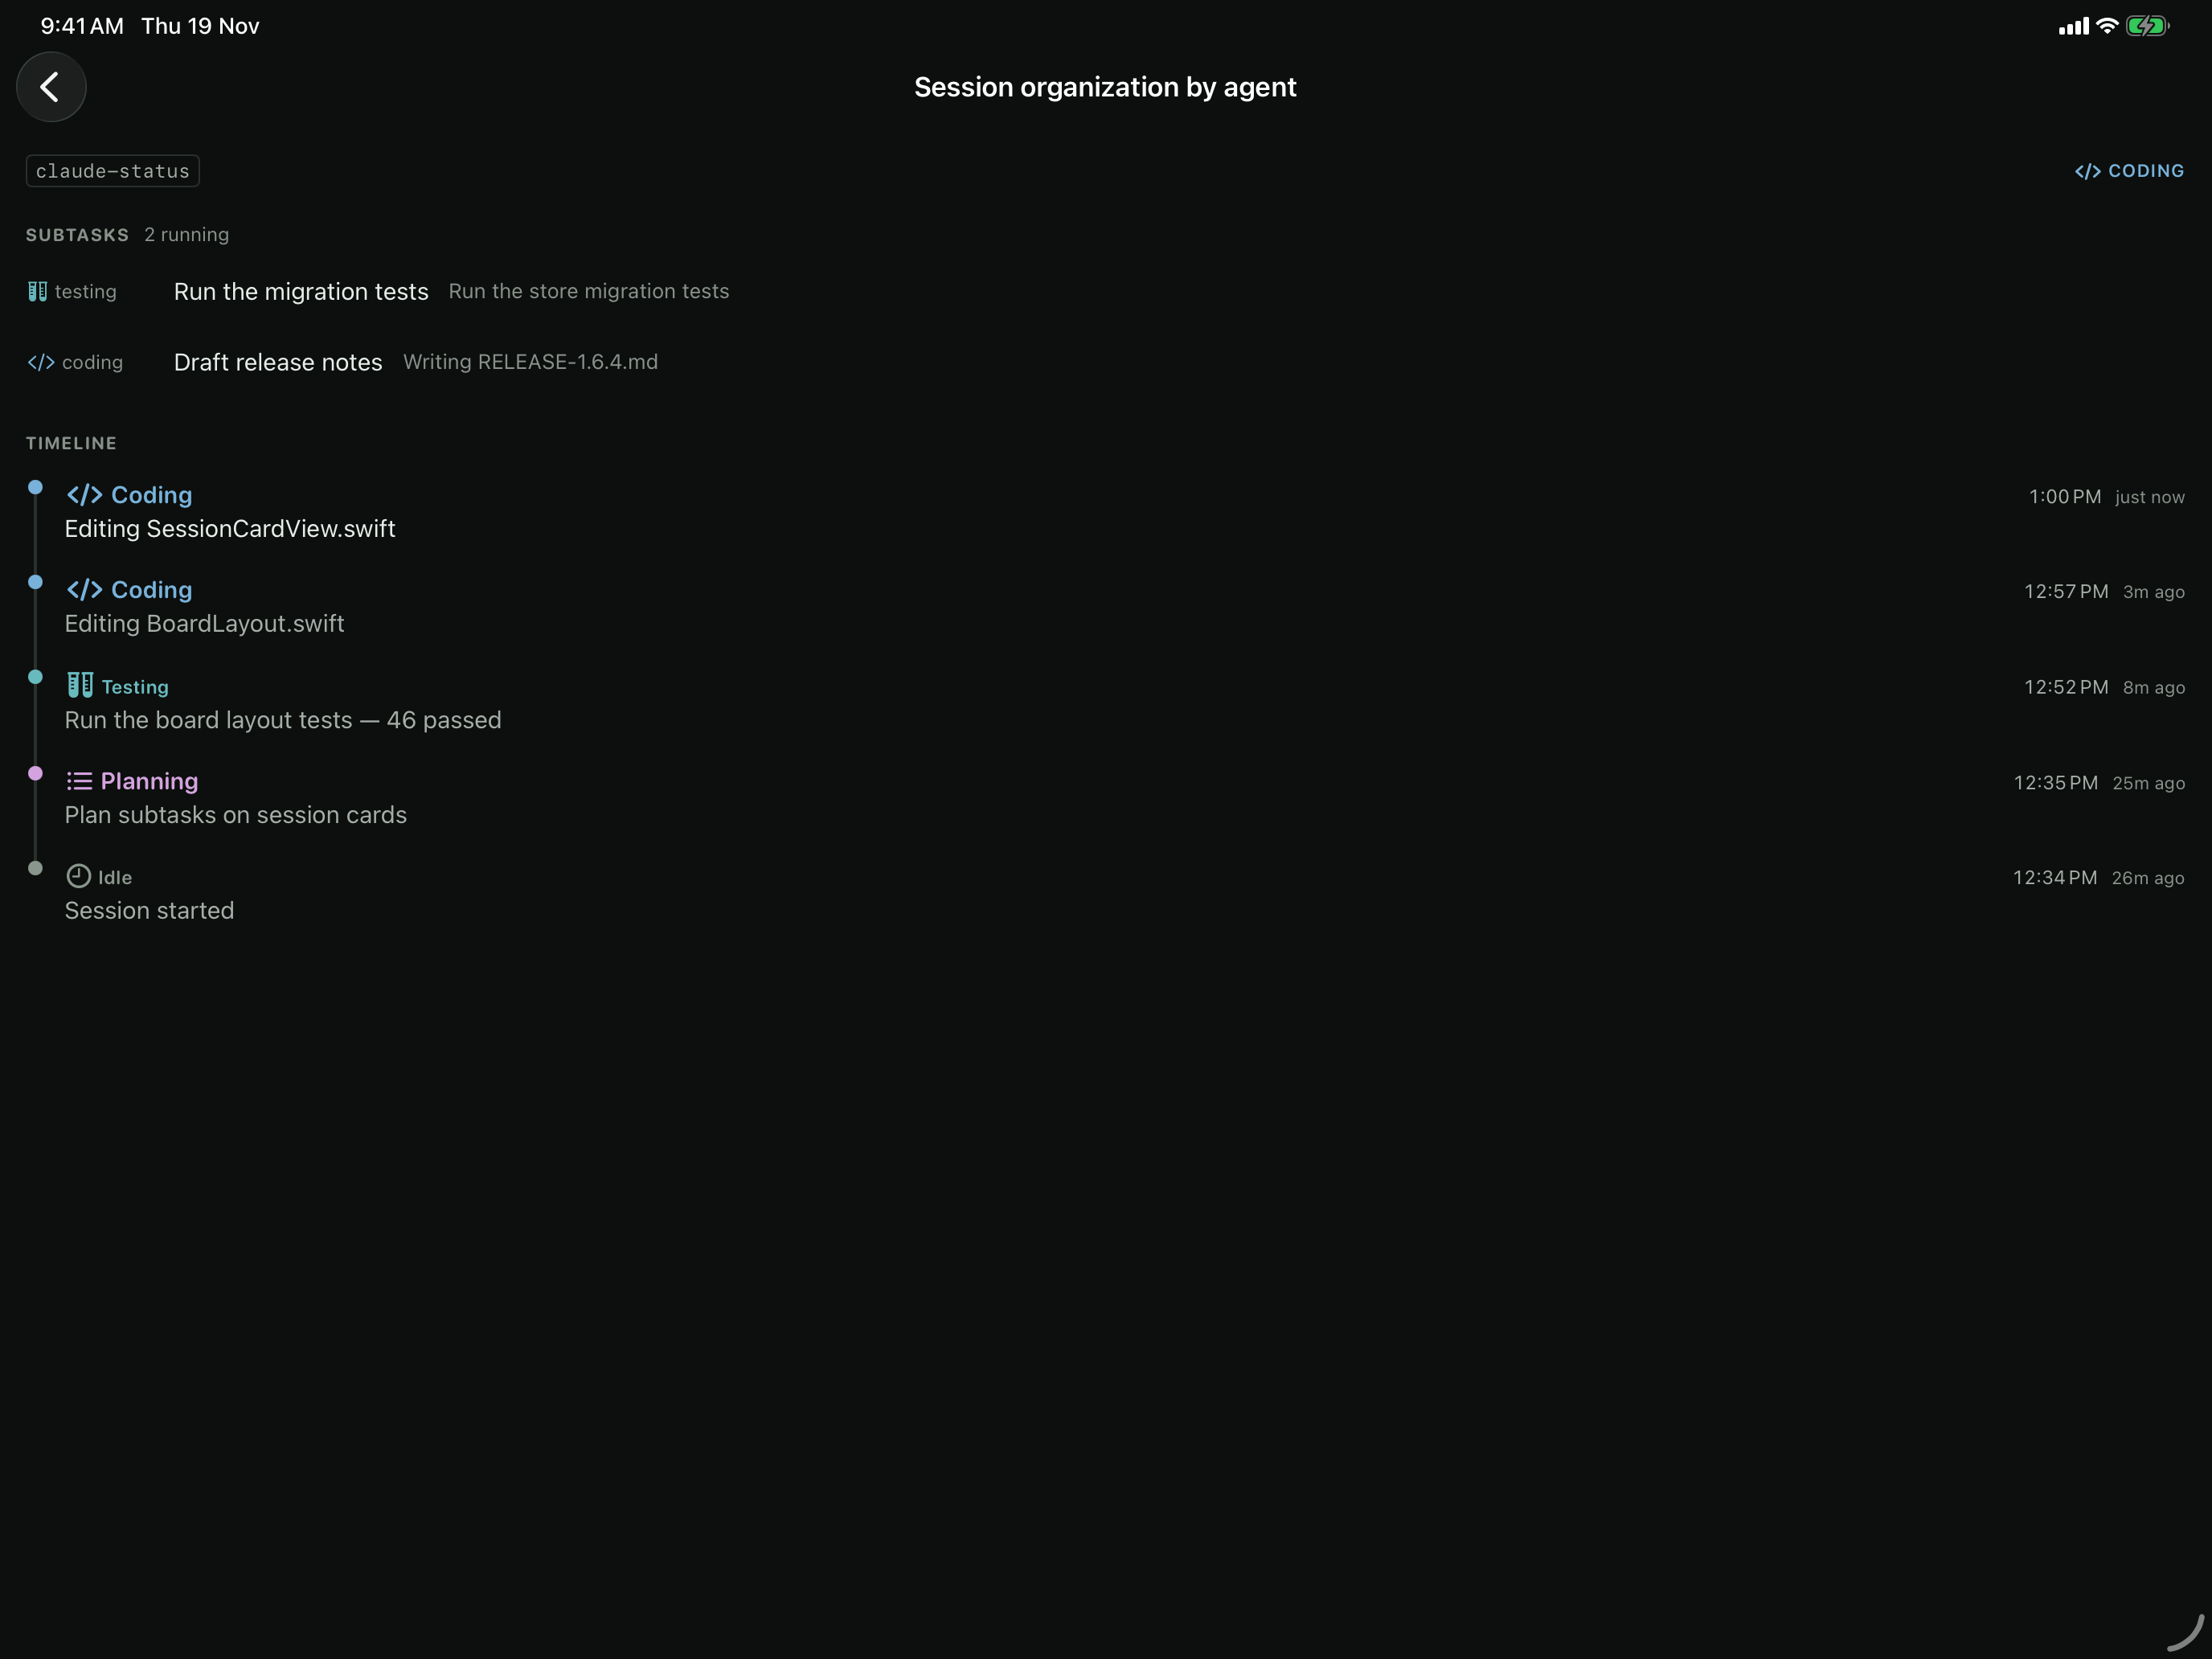 9:41 AM Thu 19 Nov
Session organization by agent
claude-status
</> CODING
SUBTASKS 2 running
testing Run the migration tests Run the store migration tests
</> coding Draft release notes Writing RELEASE-1.6.4.md
TIMELINE
</> Coding 1:00 PM just now
Editing SessionCardView.swift
</> Coding 12:57 PM 3m ago
Editing BoardLayout.swift
Testing 12:52 PM 8m ago
Run the board layout tests — 46 passed
Planning 12:35 PM 25m ago
Plan subtasks on session cards
Idle 12:34 PM 26m ago
Session started